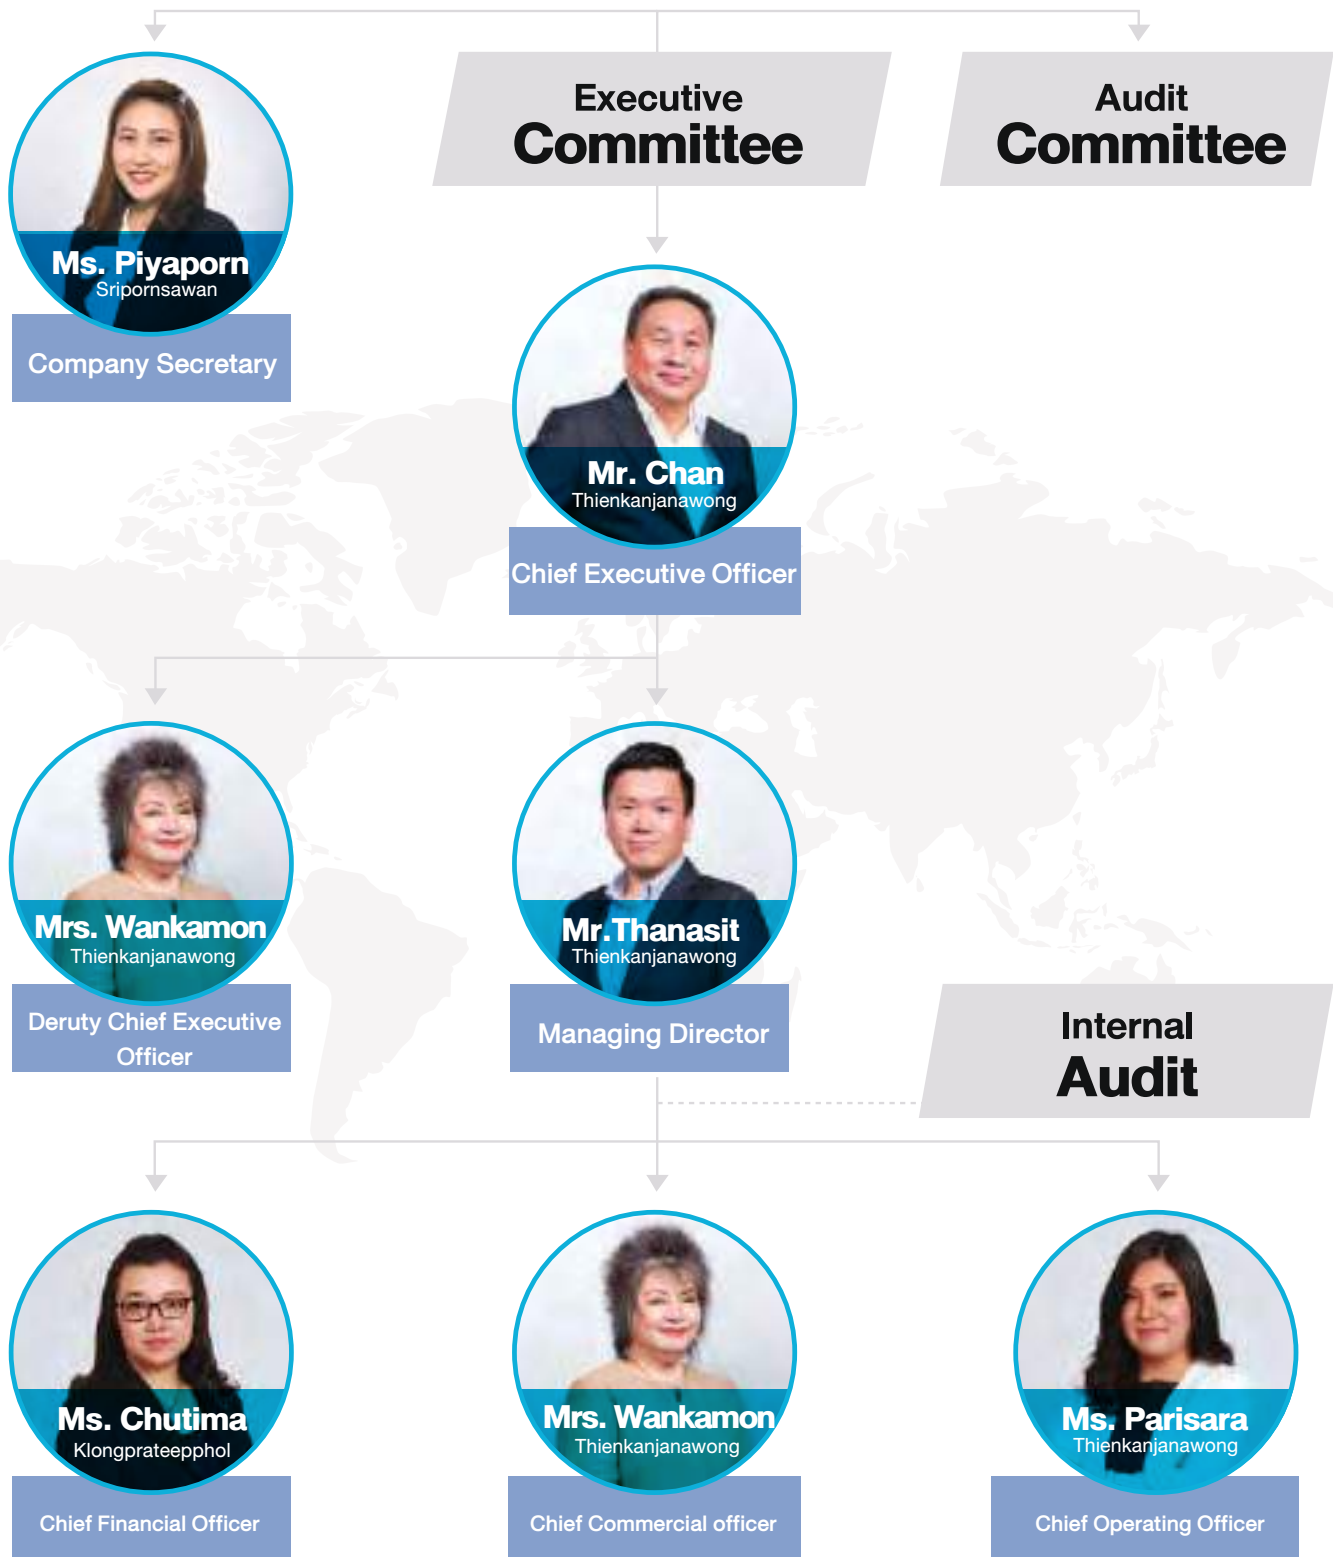 Executive
Committee
Audit
Committee
Ms. Piyaporn
Sripornsawan
Company Secretary
Mr. Chan
Thienkanjanawong
Chief Executive Officer
Mrs. Wankamon
Thienkanjanawong
Deruty Chief Executive
Officer
Mr.Thanasit
Thienkanjanawong
Managing Director
Internal
Audit
Ms. Chutima
Klongprateepphol
Chief Financial Officer
Mrs. Wankamon
Thienkanjanawong
Chief Commercial officer
Ms. Parisara
Thienkanjanawong
Chief Operating Officer